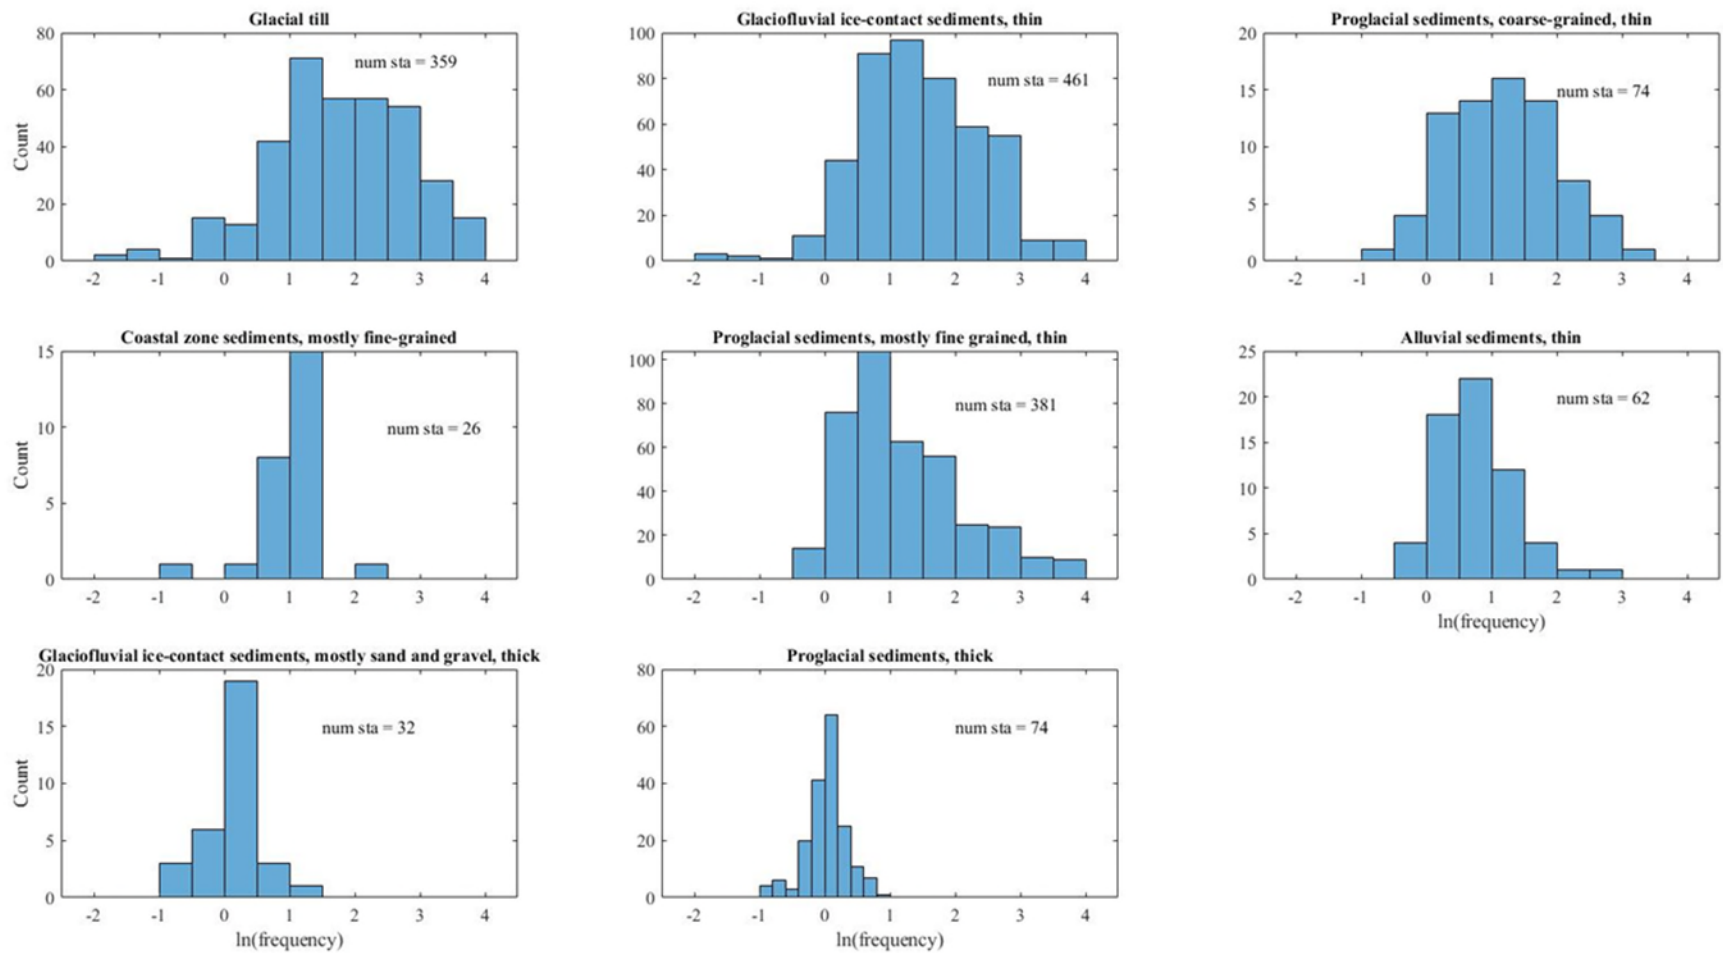 Glacial till
80
60
40
20
0
Count
num sta = 359
-2 -1 0 1 2 3 4
Glaciofluvial ice-contact sediments, thin
100
80
60
40
20
0
num sta = 461
-2 -1 0 1 2 3 4
Proglacial sediments, coarse-grained, thin
20
15
10
5
0
num sta = 74
-2 -1 0 1 2 3 4
Coastal zone sediments, mostly fine-grained
15
10
5
0
Count
num sta = 26
-2 -1 0 1 2 3 4
Proglacial sediments, mostly fine grained, thin
100
80
60
40
20
0
num sta = 381
-2 -1 0 1 2 3 4
Alluvial sediments, thin
25
20
15
10
5
0
num sta = 62
-2 -1 0 1 2 3 4
ln(frequency)
Glaciofluvial ice-contact sediments, mostly sand and gravel, thick
20
15
10
5
0
Count
num sta = 32
-2 -1 0 1 2 3 4
ln(frequency)
Proglacial sediments, thick
80
60
40
20
0
num sta = 74
-2 -1 0 1 2 3 4
ln(frequency)